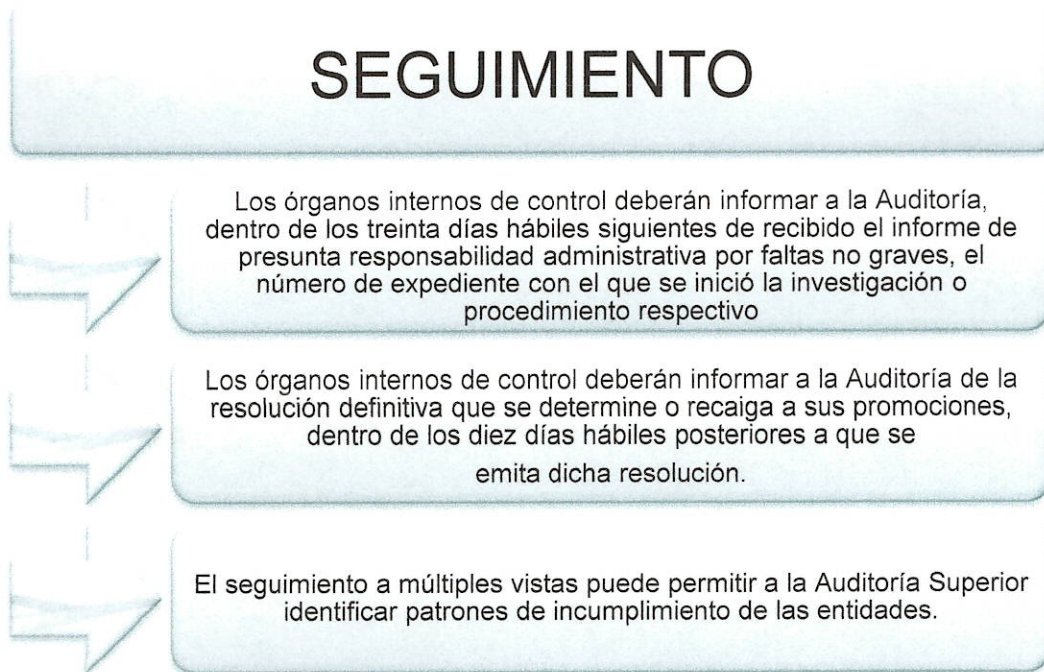 SEGUIMIENTO
Los órganos internos de control deberán informar a la Auditoría,
dentro de los treinta días hábiles siguientes de recibido el informe de
presunta responsabilidad administrativa por faltas no graves, el
número de expediente con el que se inició la investigación o
procedimiento respectivo
Los órganos internos de control deberán informar a la Auditoría de la
resolución definitiva que se determine o recaiga a sus promociones,
dentro de los diez días hábiles posteriores a que se
emita dicha resolución.
El seguimiento a múltiples vistas puede permitir a la Auditoría Superior
identificar patrones de incumplimiento de las entidades.